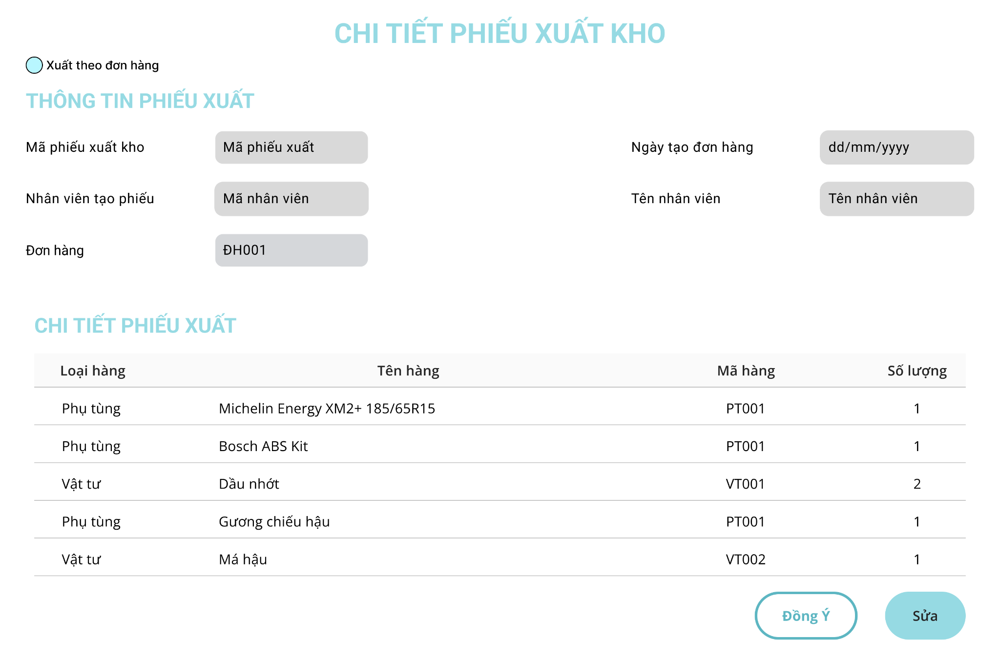 CHI TIẾT PHIẾU XUẤT KHO
Xuất theo đơn hàng
THÔNG TIN PHIẾU XUẤT
Mã phiếu xuất kho Mã phiếu xuất Ngày tạo đơn hàng dd/mm/yyyy
Nhân viên tạo phiếu Mã nhân viên Tên nhân viên Tên nhân viên
Đơn hàng ĐH001
CHI TIẾT PHIẾU XUẤT
Loại hàng Tên hàng Mã hàng Số lượng
Phụ tùng Michelin Energy XM2+ 185/65R15 PT001 1
Phụ tùng Bosch ABS Kit PT001 1
Vật tư Dầu nhớt VT001 2
Phụ tùng Gương chiếu hậu PT001 1
Vật tư Má hậu VT002 1
Đồng Ý Sửa